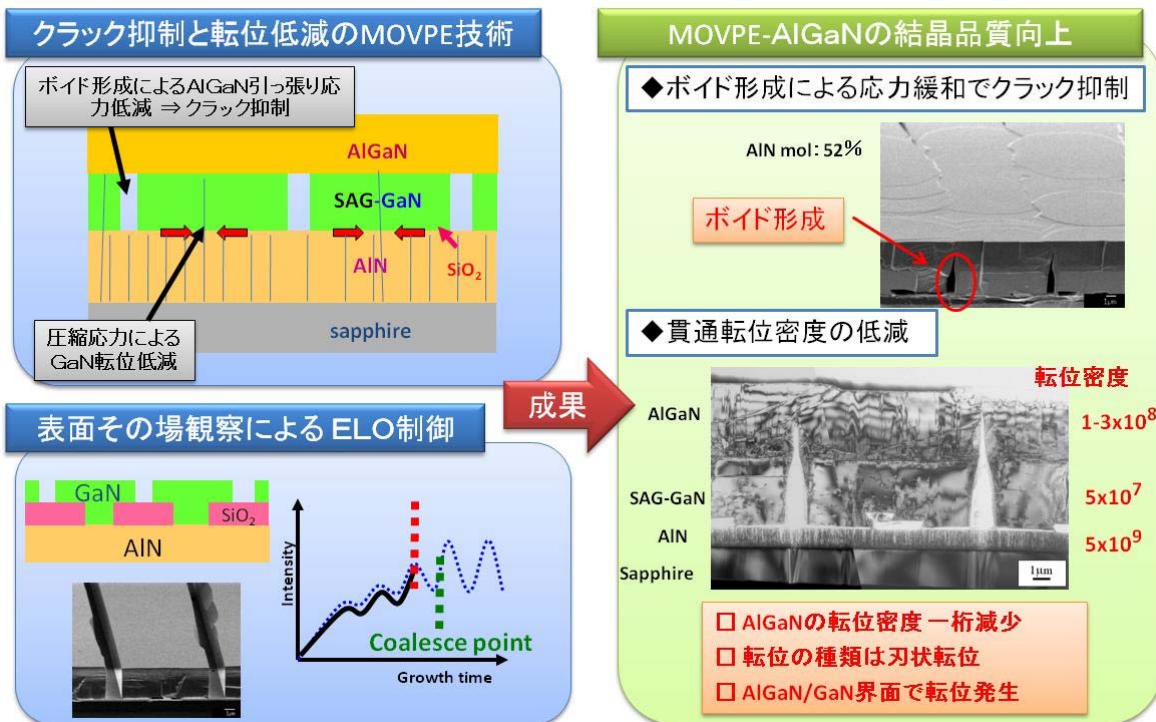 クラック抑制と転位低減のMOVPE技術
ボイド形成によるAlGaN引っ張り応
力低減 ⇒ クラック抑制
AlGaN
SAG-GaN
AlN
SiO₂
sapphire
圧縮応力による
GaN転位低減
表面その場観察による ELO制御
GaN
SiO₂
AlN
Intensity
Coalesce point
Growth time
成果
MOVPE-AlGaNの結晶品質向上
◆ボイド形成による応力緩和でクラック抑制
AlN mol: 52%
ボイド形成
1μm
◆貫通転位密度の低減
転位密度
AlGaN
1-3x10⁸
SAG-GaN
5x10⁷
AlN
5x10⁹
Sapphire
1μm
□ AlGaNの転位密度 一桁減少
□ 転位の種類は刃状転位
□ AlGaN/GaN界面で転位発生